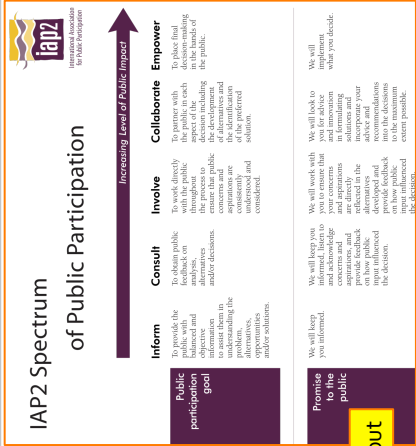 IAP2 Spectrum
of Public Participation
iap2
International Association
for Public Participation
Increasing Level of Public Impact
Inform
Consult
Involve
Collaborate
Empower
Public
participation
goal
To provide the
public with
balanced and
objective
information
to assist them in
understanding the
problem,
alternatives,
opportunities
and/or solutions.
To obtain public
feedback on
analysis,
alternatives
and/or decisions.
To work directly
with the public
throughout
the process to
ensure that public
concerns and
aspirations are
consistently
understood and
considered.
To partner with
the public in each
aspect of the
decision including
the development
of alternatives and
the identification
of the preferred
solution.
To place final
decision-making
in the hands of
the public.
Promise
to the
public
We will keep
you informed.
We will keep you
informed, listen to
and acknowledge
concerns and
aspirations, and
provide feedback
on how public
input influenced
the decision.
We will work with
you to ensure that
your concerns
and aspirations
are directly
reflected in the
alternatives
developed and
provide feedback
on how public
input influenced
the decision.
We will look to
you for advice
and innovation
in formulating
solutions and
incorporate your
advice and
recommendations
into the decisions
to the maximum
extent possible.
We will
implement
what you decide.
out